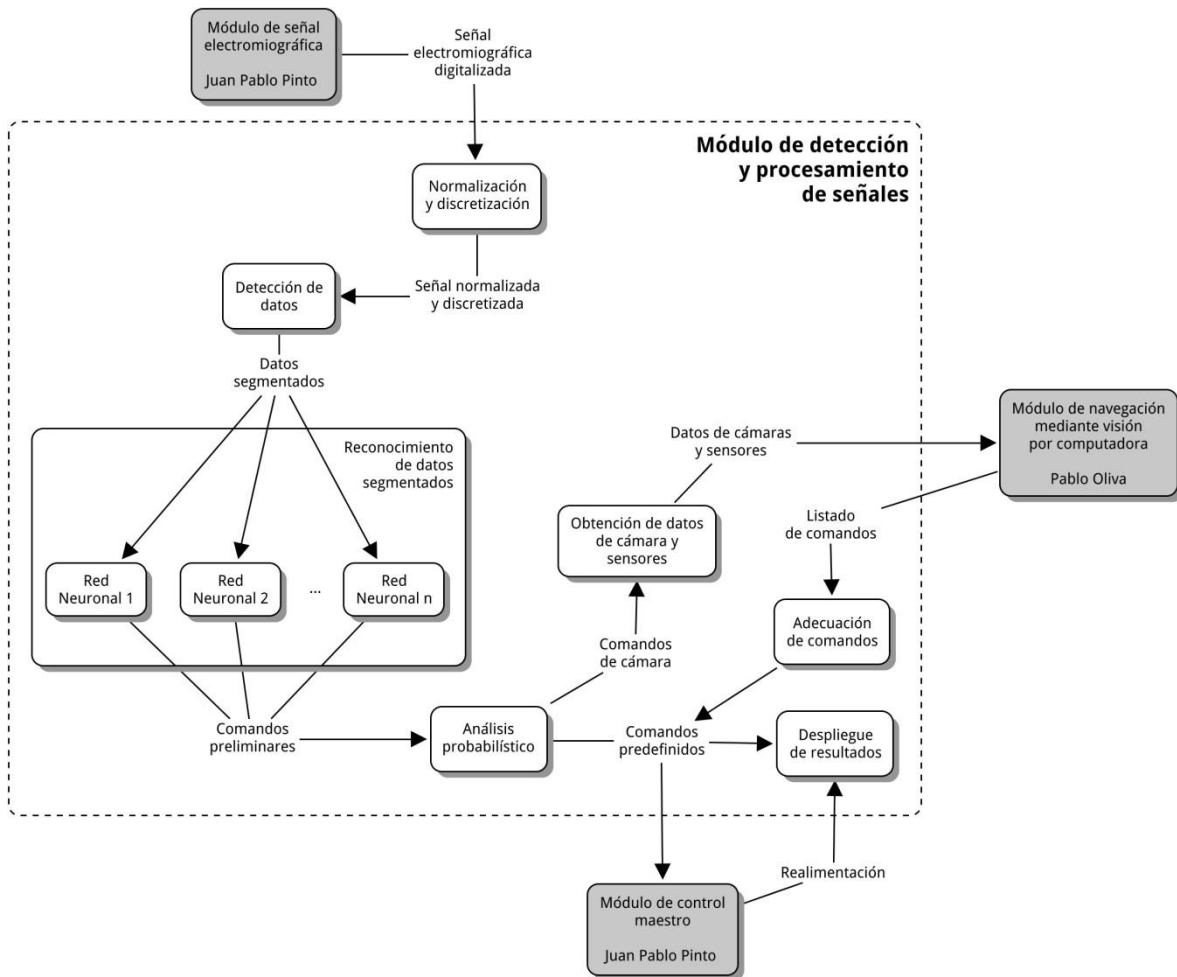 Módulo de señal
electromiográfica
Juan Pablo Pinto
Señal
electromiográfica
digitalizada
Módulo de detección
y procesamiento
de señales
Normalización
y discretización
Detección de
datos
Señal normalizada
y discretizada
Datos
segmentados
Reconocimiento
de datos
segmentados
Red
Neuronal 1
Red
Neuronal 2
...
Red
Neuronal n
Datos de cámaras
y sensores
Módulo de navegación
mediante visión
por computadora
Pablo Oliva
Obtención de datos
de cámara y
sensores
Listado
de comandos
Adecuación
de comandos
Comandos
de cámara
Comandos
preliminares
Análisis
probabilístico
Comandos
predefinidos
Despliegue
de resultados
Realimentación
Módulo de control
maestro
Juan Pablo Pinto